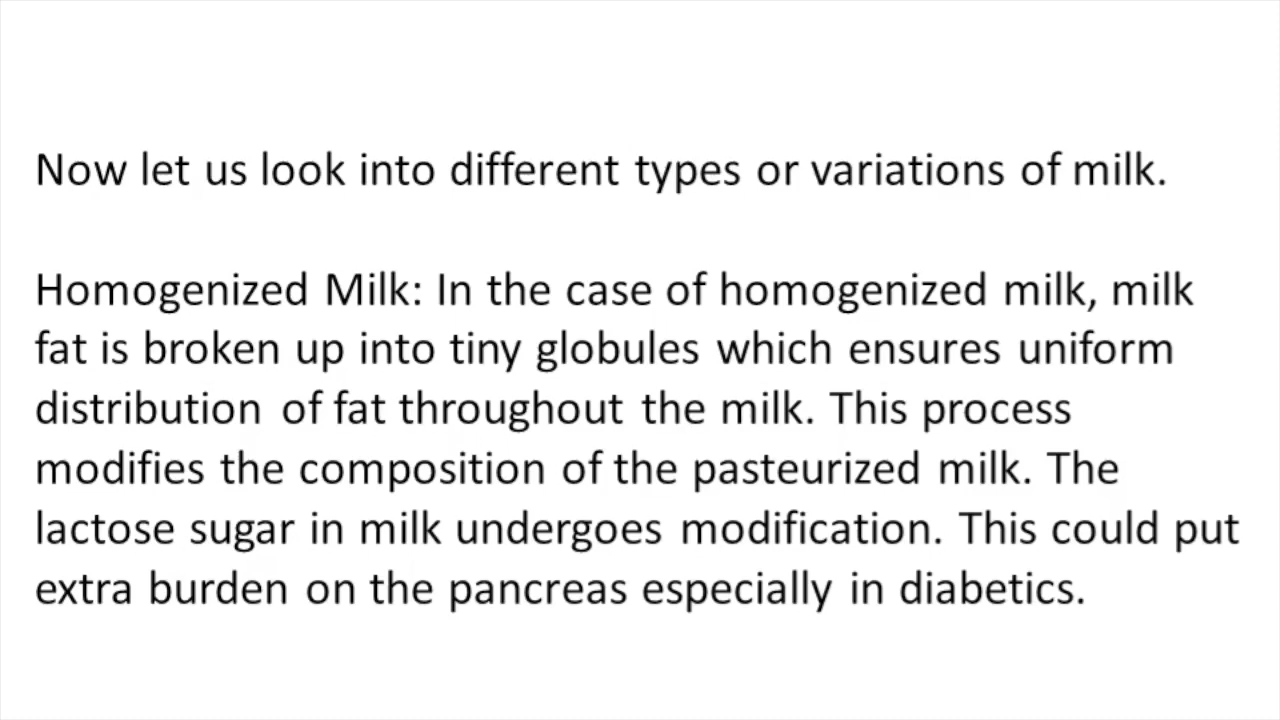 Now let us look into different types or variations of milk.
Homogenized Milk: In the case of homogenized milk, milk
fat is broken up into tiny globules which ensures uniform
distribution of fat throughout the milk. This process
modifies the composition of the pasteurized milk. The
lactose sugar in milk undergoes modification. This could put
extra burden on the pancreas especially in diabetics.